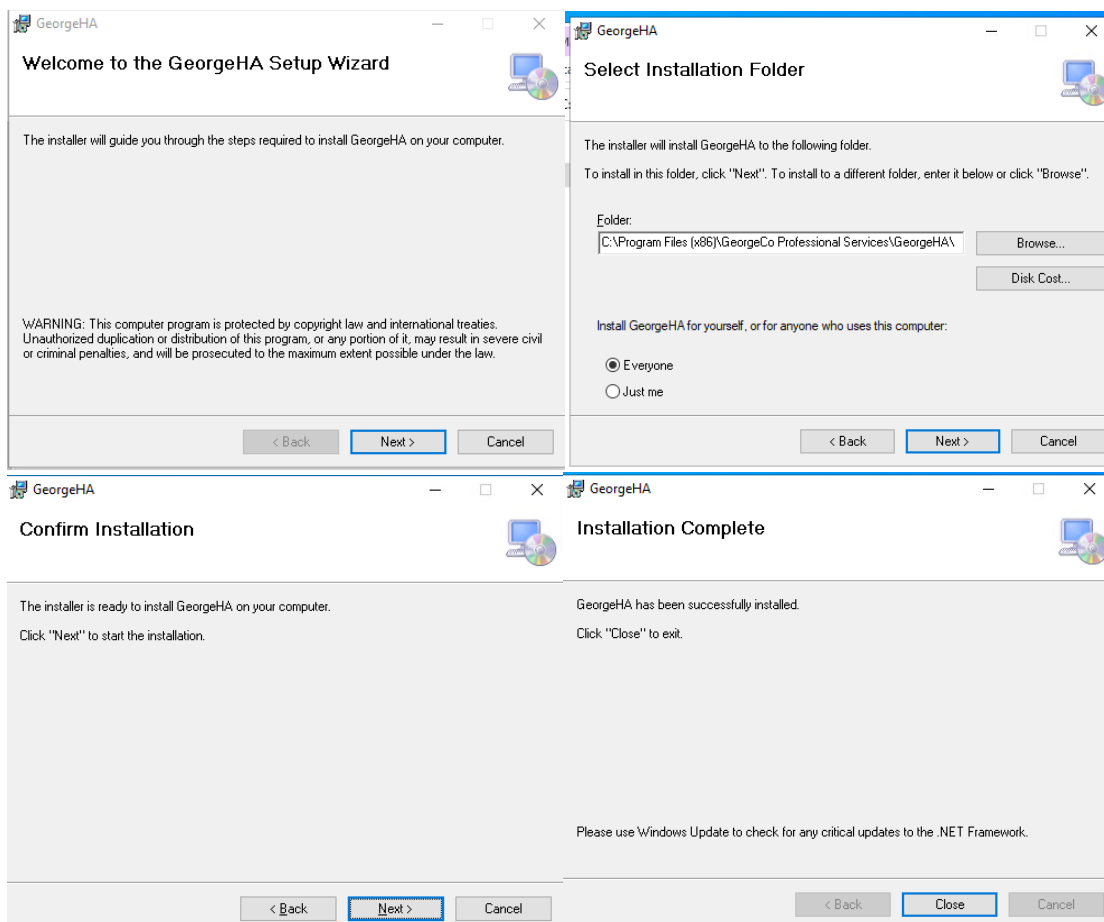 GeorgeHA
Welcome to the GeorgeHA Setup Wizard
The installer will guide you through the steps required to install GeorgeHA on your computer.
WARNING: This computer program is protected by copyright law and international treaties.
Unauthorized duplication or distribution of this program, or any portion of it, may result in severe civil
or criminal penalties, and will be prosecuted to the maximum extent possible under the law.
< Back
Next >
Cancel
GeorgeHA
Select Installation Folder
The installer will install GeorgeHA to the following folder.
To install in this folder, click "Next". To install to a different folder, enter it below or click "Browse".
Folder:
C:\Program Files (x86)\GeorgeCo Professional Services\GeorgeHA\
Browse...
Disk Cost...
Install GeorgeHA for yourself, or for anyone who uses this computer:
Everyone
Just me
< Back
Next >
Cancel
GeorgeHA
Confirm Installation
The installer is ready to install GeorgeHA on your computer.
Click "Next" to start the installation.
< Back
Next >
Cancel
GeorgeHA
Installation Complete
GeorgeHA has been successfully installed.
Click "Close" to exit.
Please use Windows Update to check for any critical updates to the .NET Framework.
< Back
Close
Cancel